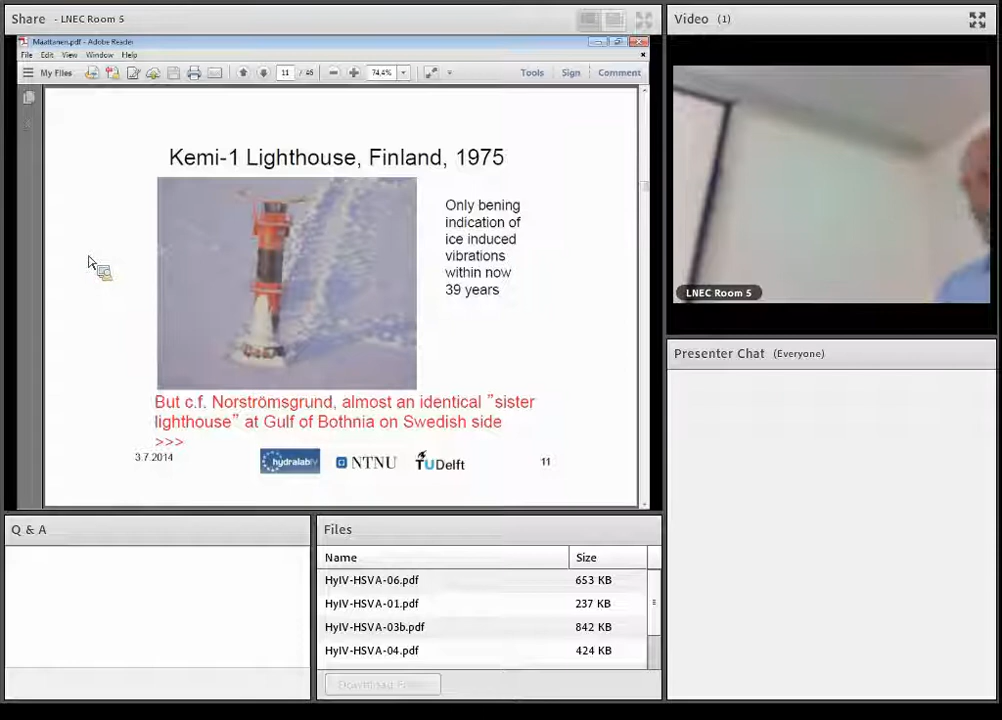 Share - LNEC Room 5
Maattanen.pdf - Adobe Reader
File Edit View Window Help
My Files 11 / 46 74,4% Tools Sign Comment
Kemi-1 Lighthouse, Finland, 1975
Only bening
indication of
ice induced
vibrations
within now
39 years
But c.f. Norströmsgrund, almost an identical ”sister
lighthouse” at Gulf of Bothnia on Swedish side
>>>
3.7.2014 hydralab NTNU TUDelft 11
Video (1)
LNEC Room 5
Presenter Chat (Everyone)
Q & A
Files
Name Size
HyIV-HSVA-06.pdf 653 KB
HyIV-HSVA-01.pdf 237 KB
HyIV-HSVA-03b.pdf 842 KB
HyIV-HSVA-04.pdf 424 KB